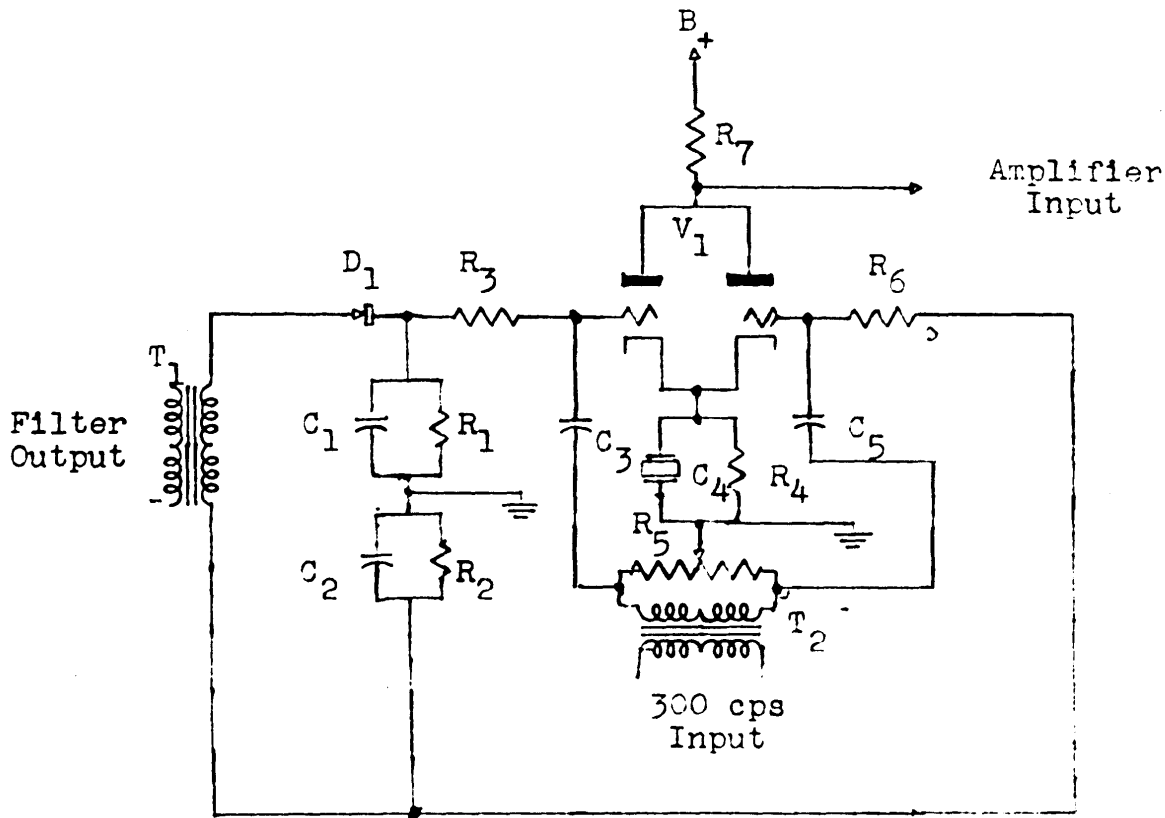 B+
R7
Amplifier
Input
V1
D1
R3
R6
T1
Filter
Output
C1
R1
C3
C4
R4
C5
R5
C2
R2
T2
300 cps
Input